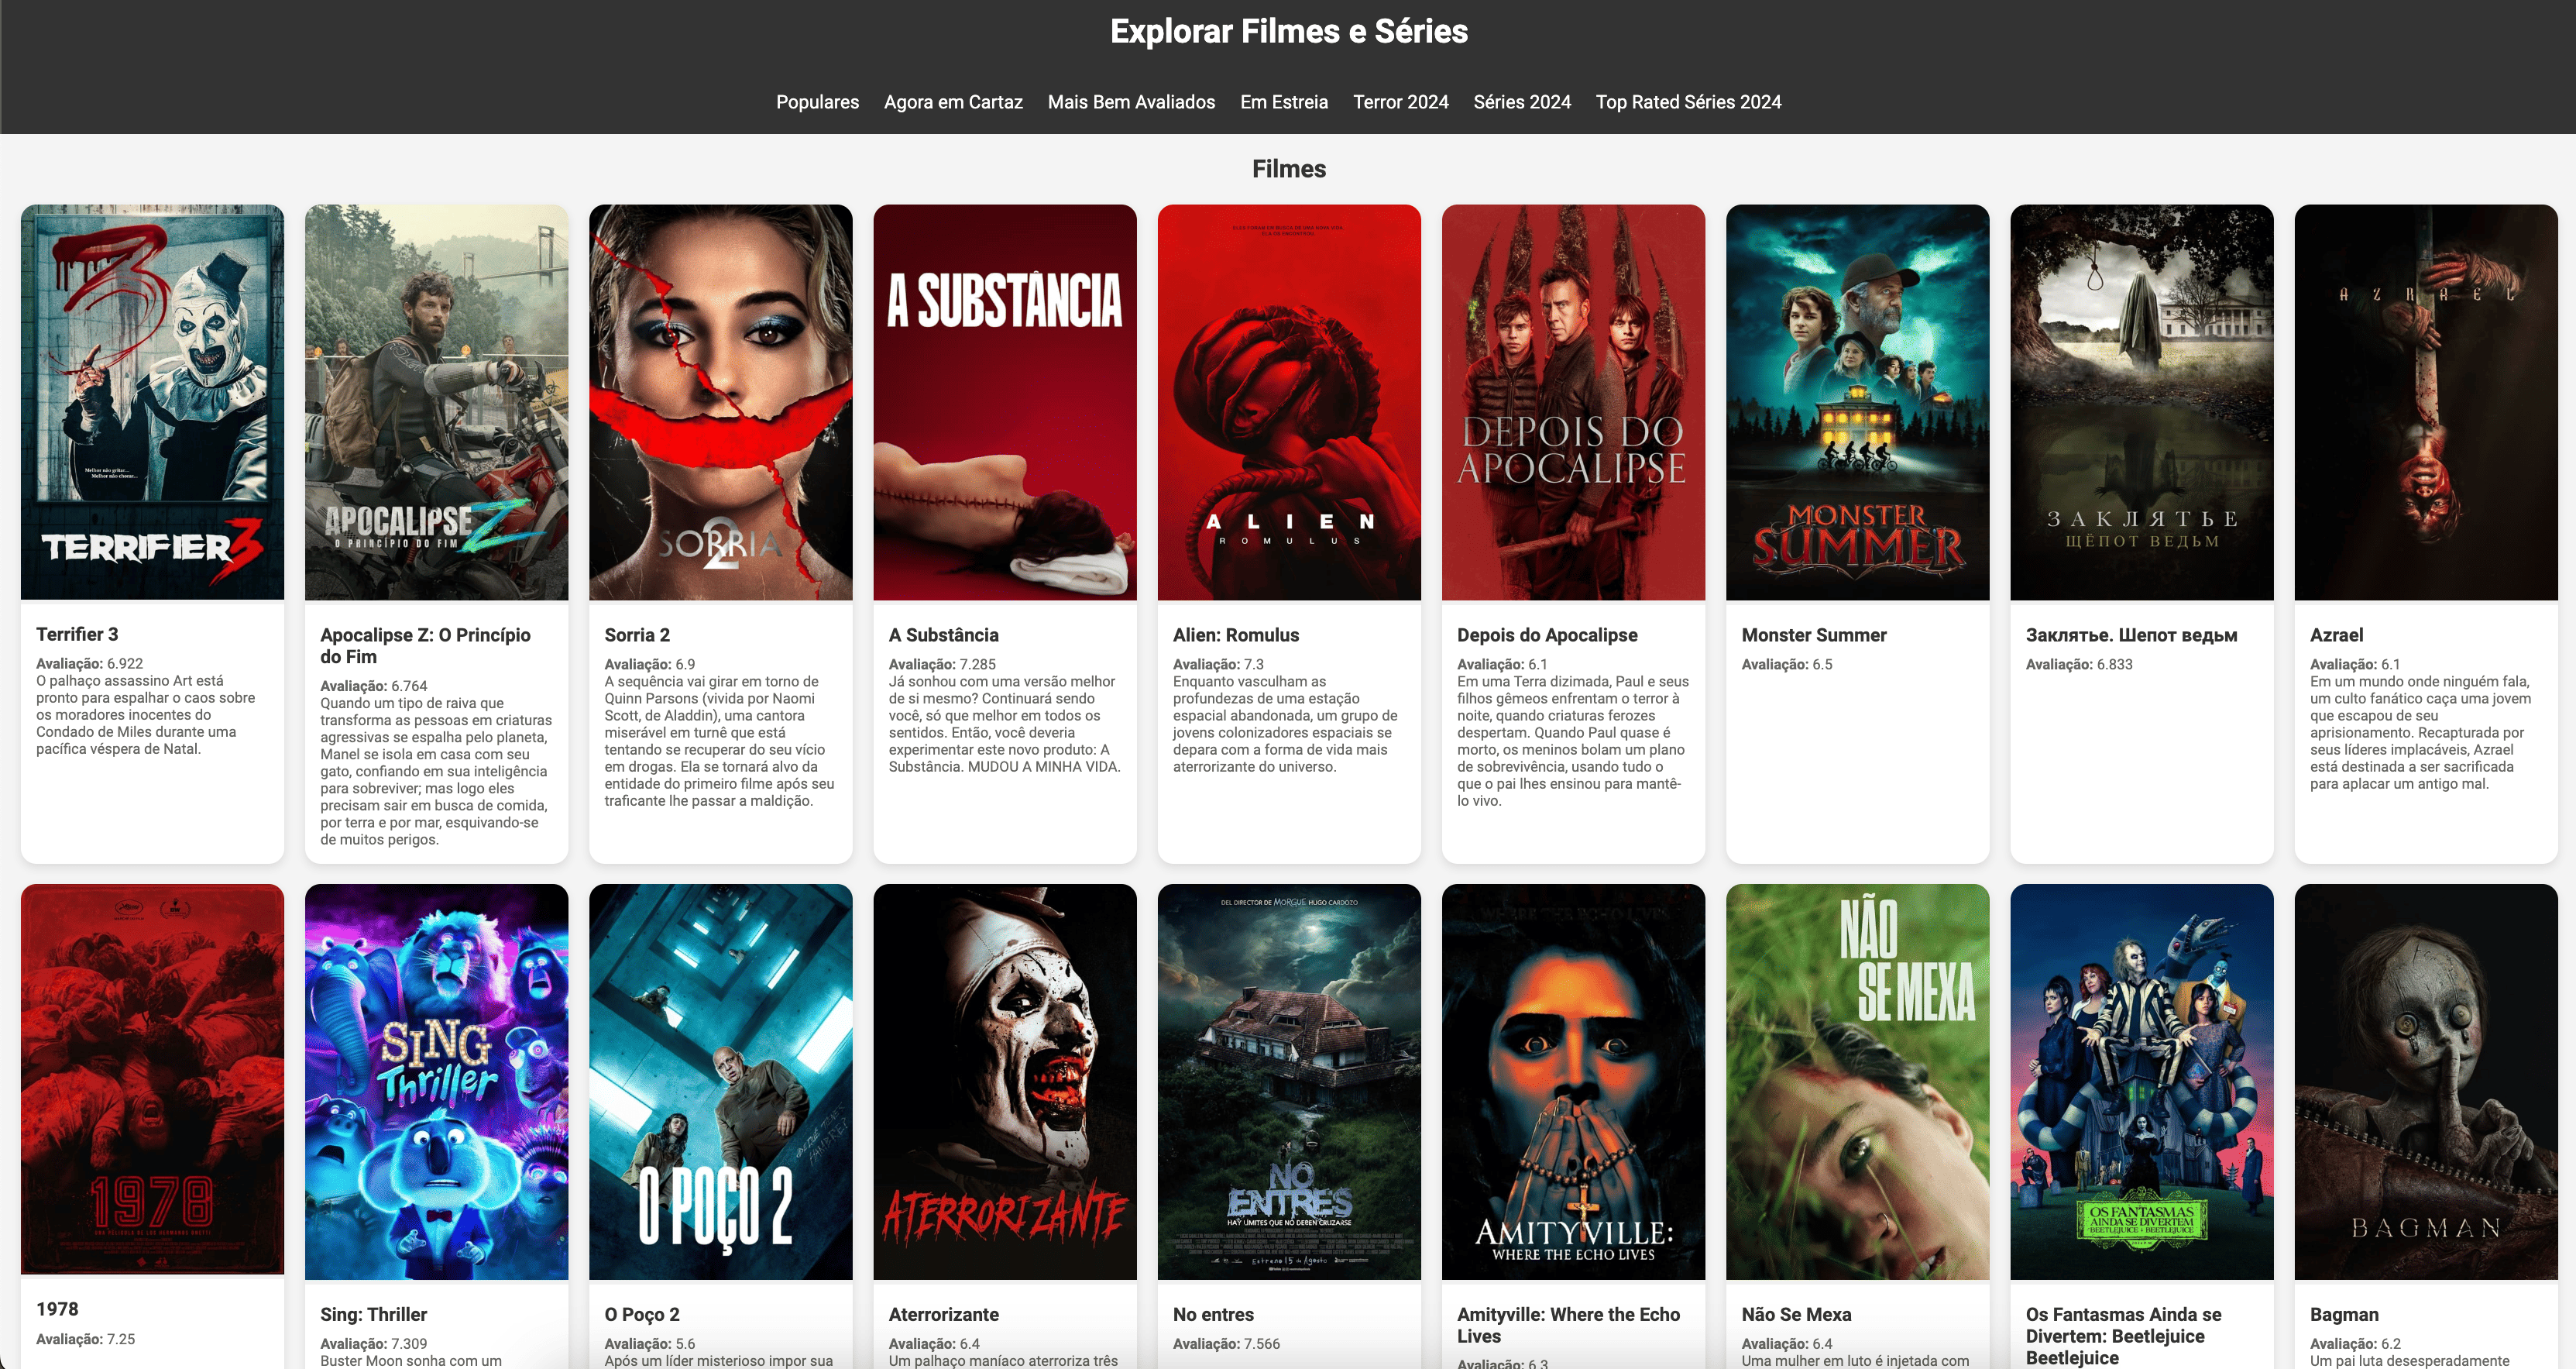 Explorar Filmes e Séries
Populares Agora em Cartaz Mais Bem Avaliados Em Estreia Terror 2024 Séries 2024 Top Rated Séries 2024
Filmes
3
Melhor não gritar...
Melhor não chorar...
TERRIFIER 3
Terrifier 3
Avaliação: 6.922
O palhaço assassino Art está
pronto para espalhar o caos sobre
os moradores inocentes do
Condado de Miles durante uma
pacífica véspera de Natal.
APOCALIPSE Z
O PRINCÍPIO DO FIM
Apocalipse Z: O Princípio
do Fim
Avaliação: 6.764
Quando um tipo de raiva que
transforma as pessoas em criaturas
agressivas se espalha pelo planeta,
Manel se isola em casa com seu
gato, confiando em sua inteligência
para sobreviver; mas logo eles
precisam sair em busca de comida,
por terra e por mar, esquivando-se
de muitos perigos.
SORRIA 2
Sorria 2
Avaliação: 6.9
A sequência vai girar em torno de
Quinn Parsons (vivida por Naomi
Scott, de Aladdin), uma cantora
miserável em turnê que está
tentando se recuperar do seu vício
em drogas. Ela se tornará alvo da
entidade do primeiro filme após seu
traficante lhe passar a maldição.
A SUBSTÂNCIA
A Substância
Avaliação: 7.285
Já sonhou com uma versão melhor
de si mesmo? Continuará sendo
você, só que melhor em todos os
sentidos. Então, você deveria
experimentar este novo produto: A
Substância. MUDOU A MINHA VIDA.
ALIEN
ROMULUS
Alien: Romulus
Avaliação: 7.3
Enquanto vasculham as
profundezas de uma estação
espacial abandonada, um grupo de
jovens colonizadores espaciais se
depara com a forma de vida mais
aterrorizante do universo.
DEPOIS DO
APOCALIPSE
Depois do Apocalipse
Avaliação: 6.1
Em uma Terra dizimada, Paul e seus
filhos gêmeos enfrentam o terror à
noite, quando criaturas ferozes
despertam. Quando Paul quase é
morto, os meninos bolam um plano
de sobrevivência, usando tudo o
que o pai lhes ensinou para mantê-
lo vivo.
MONSTER
SUMMER
Monster Summer
Avaliação: 6.5
ЗАКЛЯТЬЕ
ШЁПОТ ВЕДЬМ
Заклятье. Шепот ведьм
Avaliação: 6.833
AZRAEL
Azrael
Avaliação: 6.1
Em um mundo onde ninguém fala,
um culto fanático caça uma jovem
que escapou de seu
aprisionamento. Recapturada por
seus líderes implacáveis, Azrael
está destinada a ser sacrificada
para aplacar um antigo mal.
1978
UNA PELÍCULA DE LOS HERMANOS ONETTI
1978
Avaliação: 7.25
SING
Thriller
Sing: Thriller
Avaliação: 7.309
Buster Moon sonha com um
O POÇO 2
O Poço 2
Avaliação: 5.6
Após um líder misterioso impor sua
ATERRORIZANTE
Aterrorizante
Avaliação: 6.4
Um palhaço maníaco aterroriza três
DEL DIRECTOR DE MORGUE HUGO CARDOZO
NO
ENTRES
HAY LÍMITES QUE NO DEBEN CRUZARSE
Estreno 15 de Agosto
No entres
Avaliação: 7.566
WHERE THE ECHO LIVES
AMITYVILLE:
WHERE THE ECHO LIVES
Amityville: Where the Echo
Lives
Avaliação: 6.3
NÃO
SE MEXA
Não Se Mexa
Avaliação: 6.4
Uma mulher em luto é injetada com
OS FANTASMAS
AINDA SE DIVERTEM
BEETLEJUICE BEETLEJUICE
Os Fantasmas Ainda se
Divertem: Beetlejuice
Beetlejuice
BAGMAN
Bagman
Avaliação: 6.2
Um pai luta desesperadamente